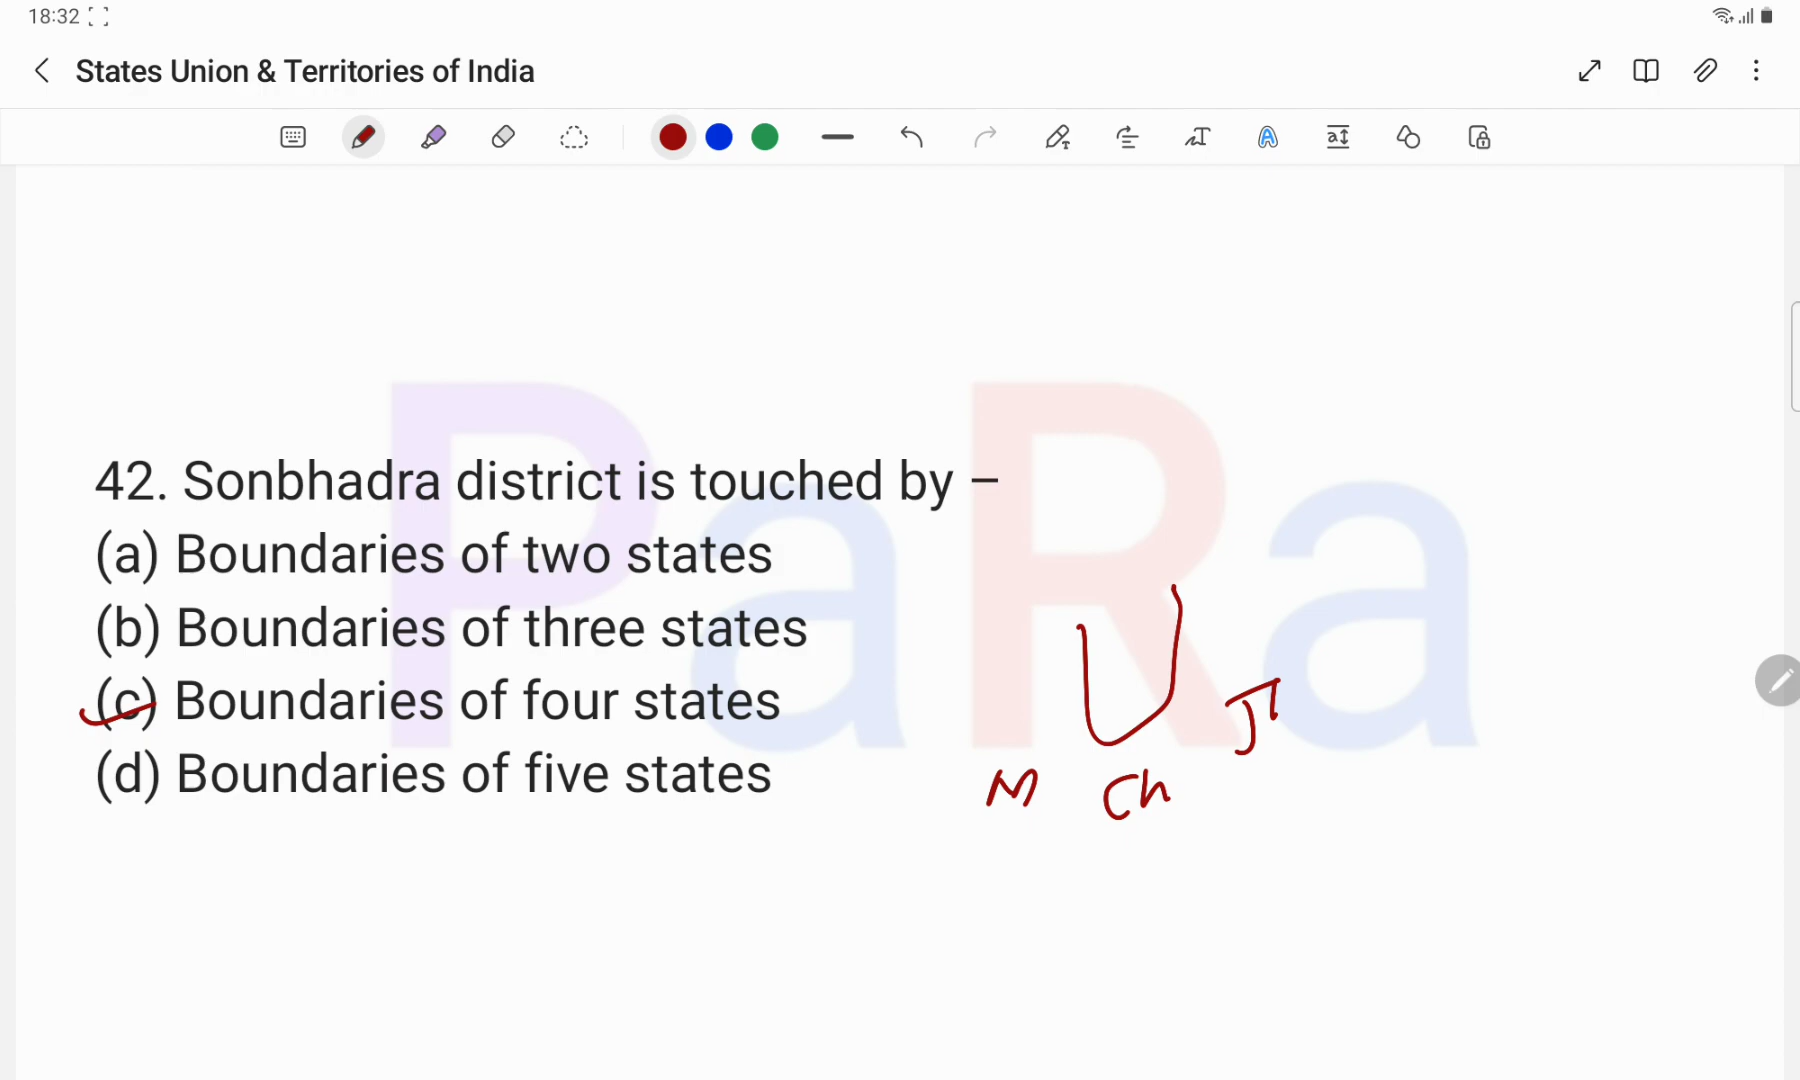 18:32
States Union & Territories of India
42. Sonbhadra district is touched by –
(a) Boundaries of two states
(b) Boundaries of three states
(c) Boundaries of four states
(d) Boundaries of five states
M Ch
PaRa